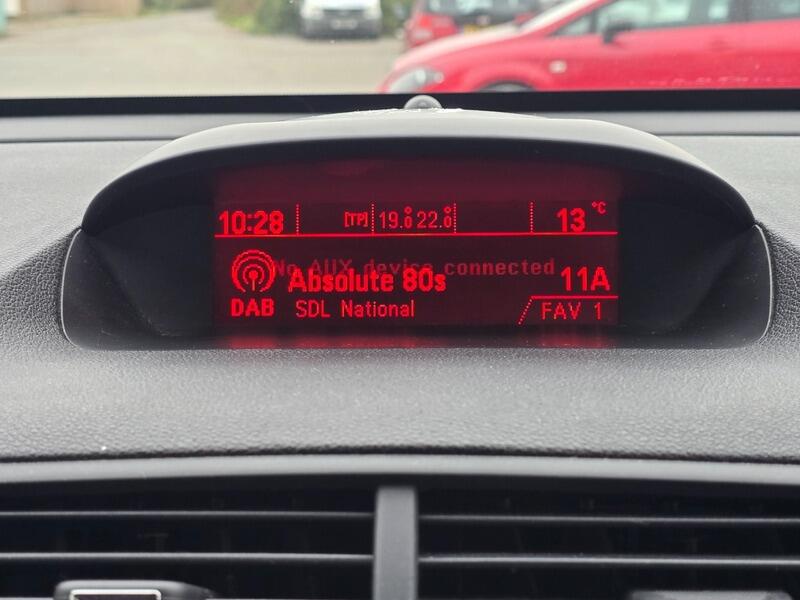 10:28 [TP] 19.0° 22.0° 13 °C
No AUX device connected
Absolute 80s 11A
DAB SDL National FAV 1